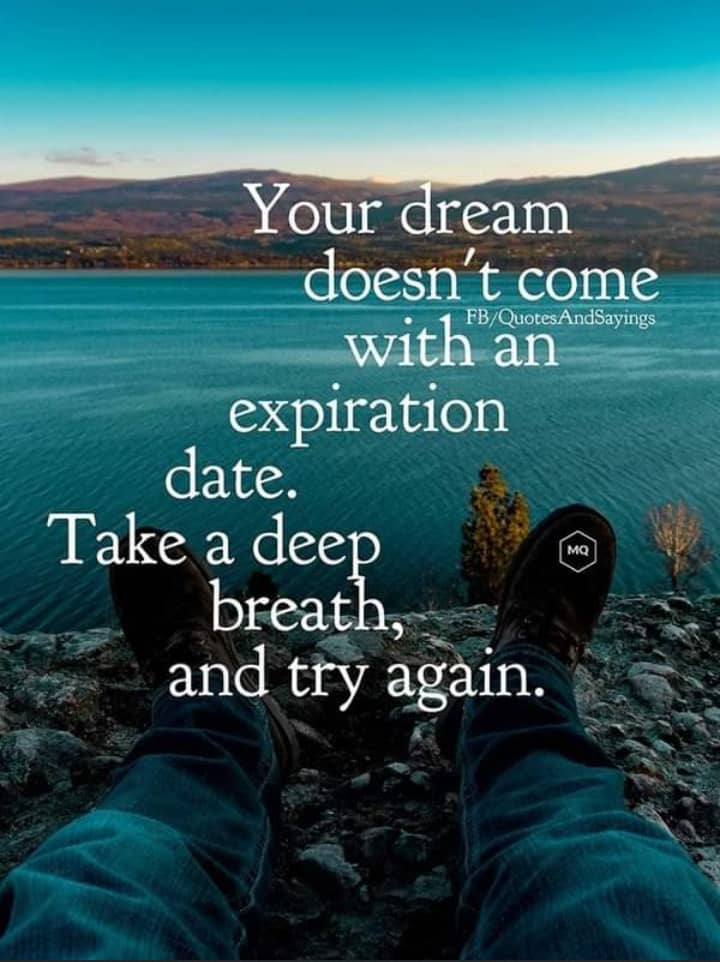 Your dream
doesn't come
FB/QuotesAndSayings
with an
expiration
date.
Take a deep
breath,
and try again.
MQ